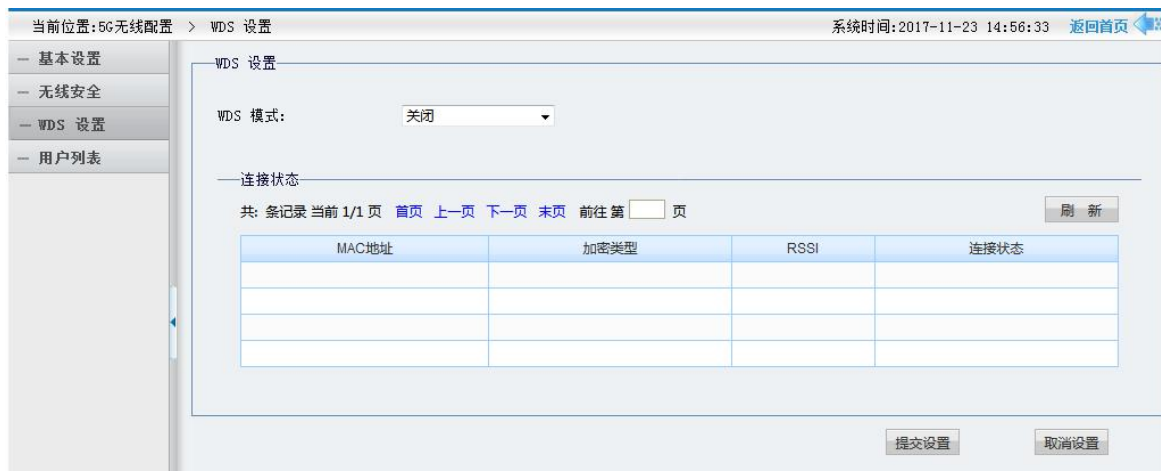 当前位置:5G无线配置 > WDS 设置 系统时间:2017-11-23 14:56:33 返回首页
— 基本设置
— 无线安全
— WDS 设置
— 用户列表
WDS 设置
WDS 模式: 关闭
连接状态
共: 条记录 当前 1/1 页 首页 上一页 下一页 末页 前往 第 页 刷 新
MAC地址 加密类型 RSSI 连接状态
提交设置 取消设置